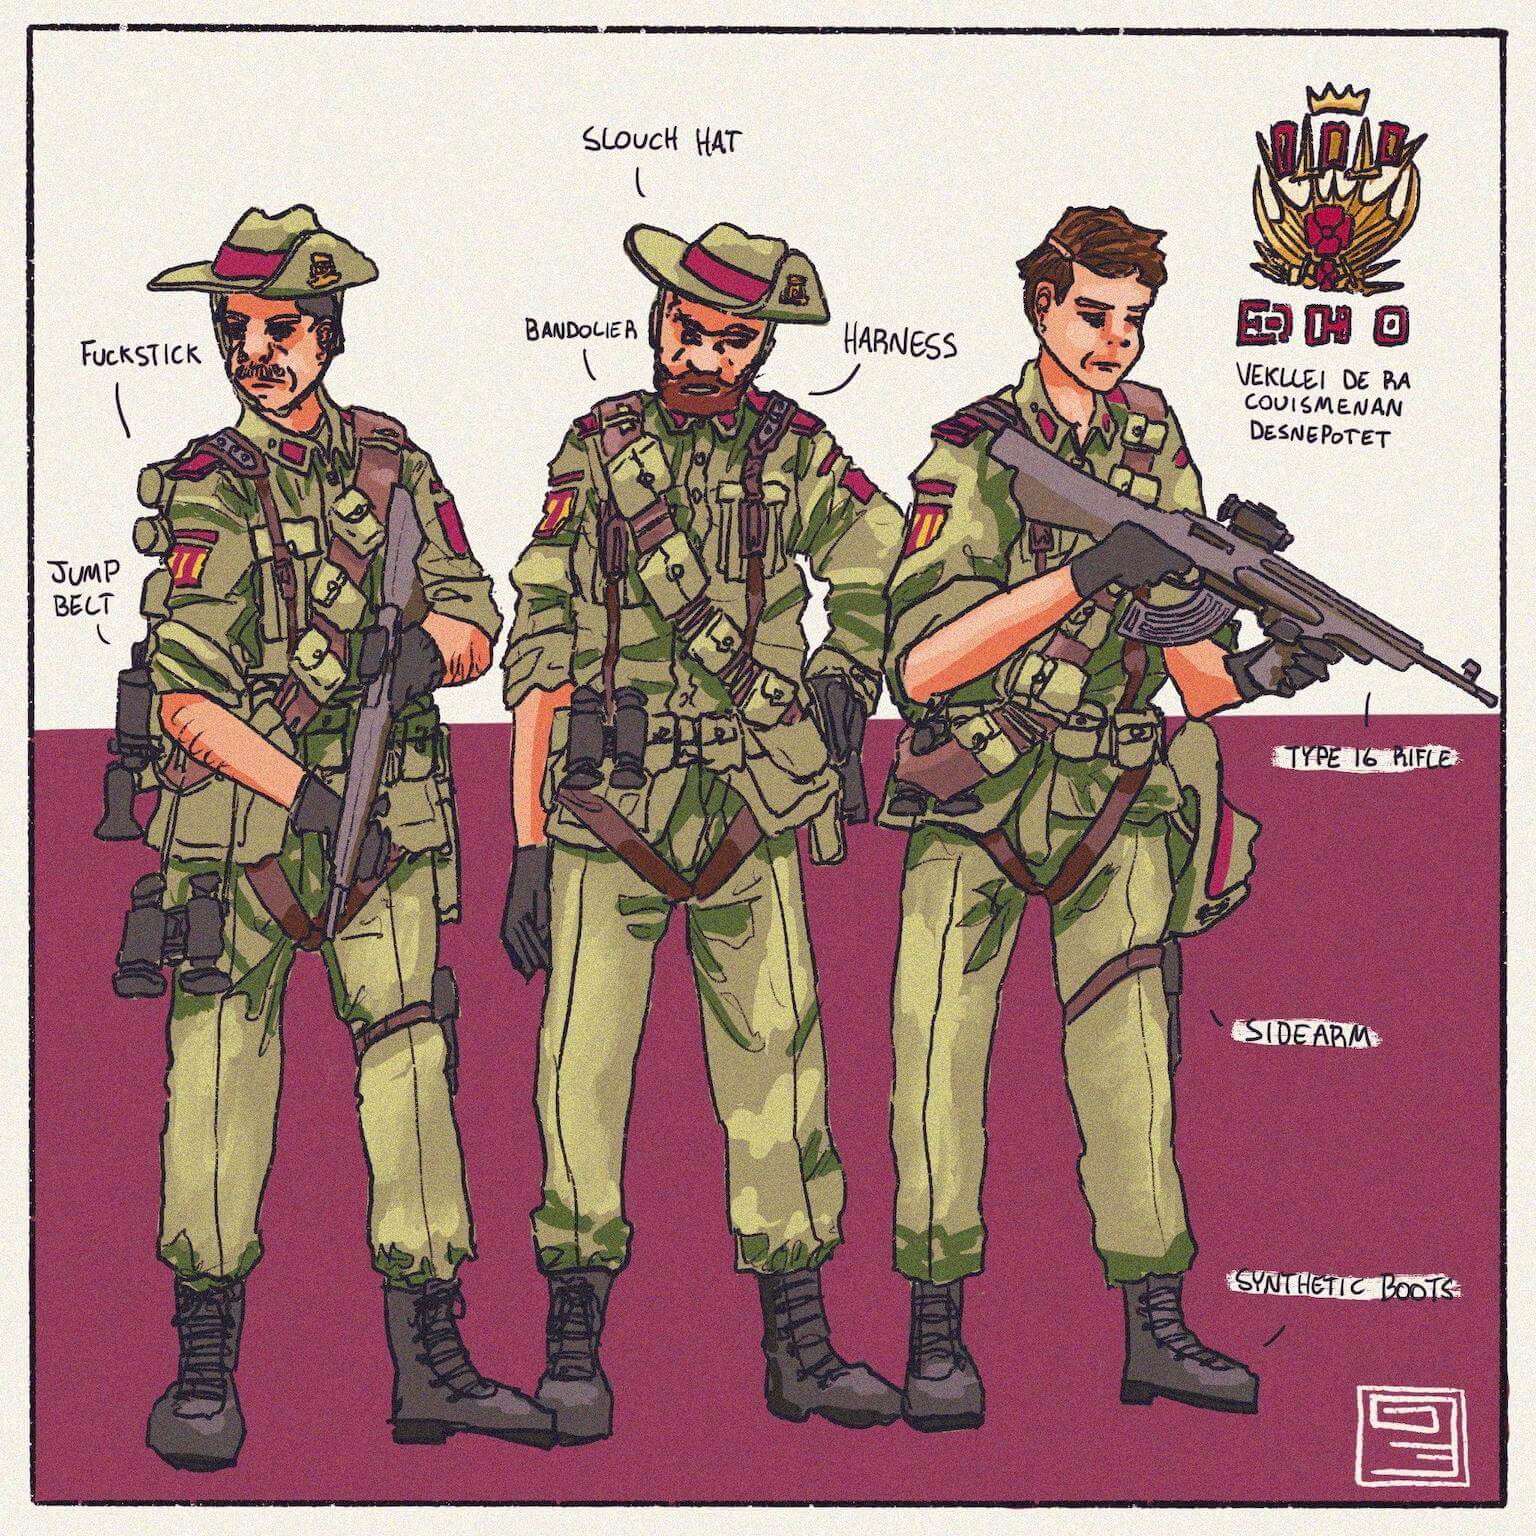 SLOUCH HAT
FUCKSTICK
BANDOLIER
HARNESS
VEKLLEI DE RA
COUISMENAN
DESNEPOTET
JUMP
BELT
TYPE 16 RIFLE
SIDEARM
SYNTHETIC BOOTS